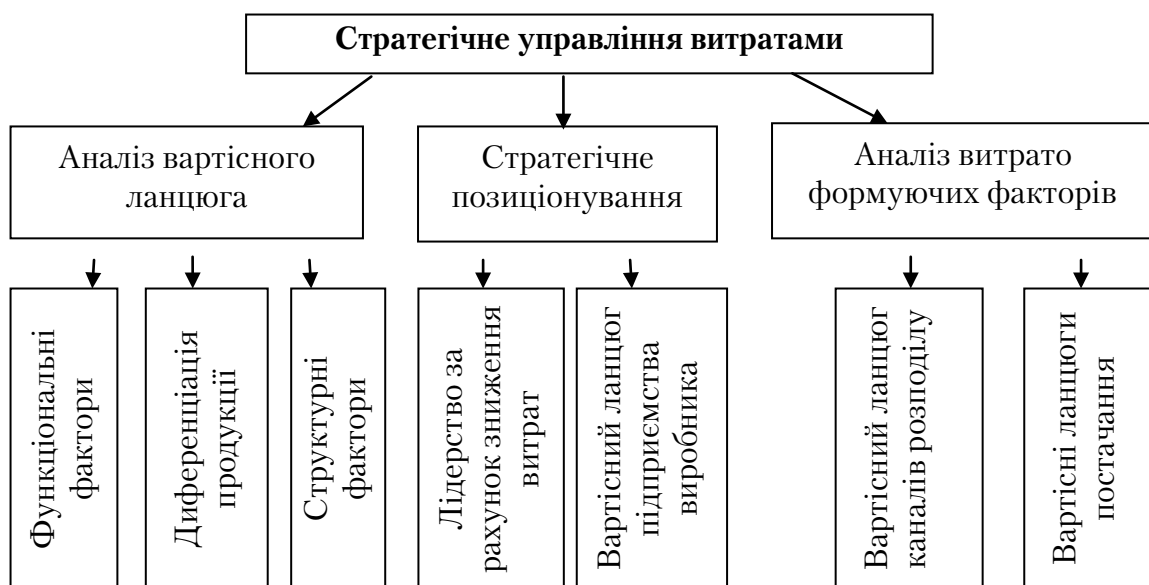 Стратегічне управління витратами
Аналіз вартісного
ланцюга
Стратегічне
позиціонування
Аналіз витрато
формуючих факторів
Функціональні
фактори
Диференціація
продукції
Структурні
фактори
Лідерство за
рахунок зниження
витрат
Вартісний ланцюг
підприємства
виробника
Вартісний ланцюг
каналів розподілу
Вартісні ланцюги
постачання